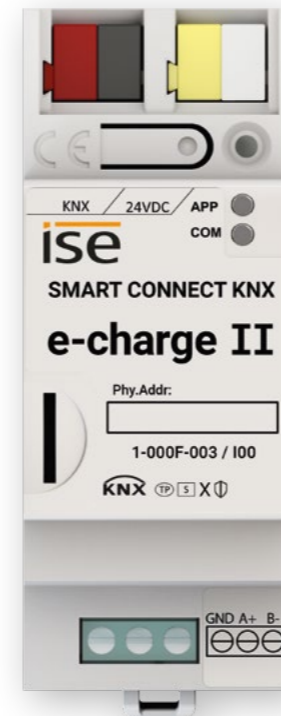 CE
KNX / 24VDC / APP
COM
ise
SMART CONNECT KNX
e-charge II
Phy.Addr:
1-000F-003 / I00
KNX TP S X
GND A+ B-